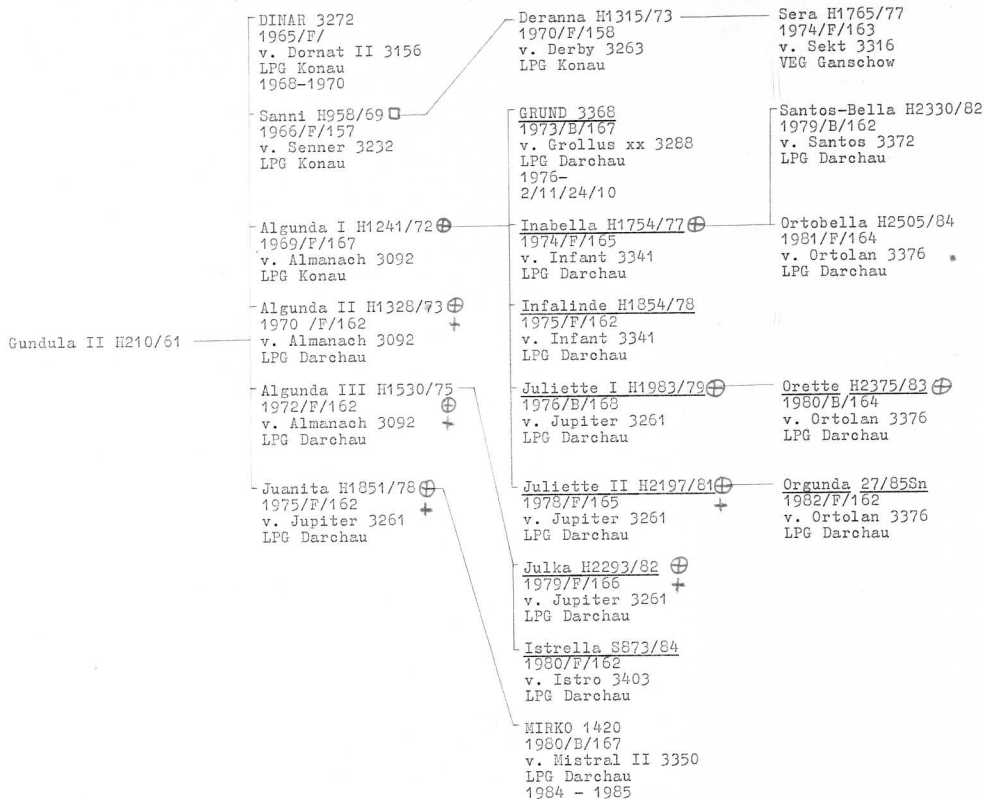 Gundula II H210/61
DINAR 3272
1965/F/
v. Dornat II 3156
LPG Konau
1968-1970
Sanni H958/69
1966/F/157
v. Senner 3232
LPG Konau
Algunda I H1241/72
1969/F/167
v. Almanach 3092
LPG Konau
Algunda II H1328/73
1970 /F/162
v. Almanach 3092
LPG Darchau
Algunda III H1530/75
1972/F/162
v. Almanach 3092
LPG Darchau
Juanita H1851/78
1975/F/162
v. Jupiter 3261
LPG Darchau
Deranna H1315/73
1970/F/158
v. Derby 3263
LPG Konau
GRUND 3368
1973/B/167
v. Grollus xx 3288
LPG Darchau
1976-
2/11/24/10
Inabella H1754/77
1974/F/165
v. Infant 3341
LPG Darchau
Infalinde H1854/78
1975/F/162
v. Infant 3341
LPG Darchau
Juliette I H1983/79
1976/B/168
v. Jupiter 3261
LPG Darchau
Juliette II H2197/81
1978/F/165
v. Jupiter 3261
LPG Darchau
Julka H2293/82
1979/F/166
v. Jupiter 3261
LPG Darchau
Istrella S873/84
1980/F/162
v. Istro 3403
LPG Darchau
MIRKO 1420
1980/B/167
v. Mistral II 3350
LPG Darchau
1984 - 1985
Sera H1765/77
1974/F/163
v. Sekt 3316
VEG Ganschow
Santos-Bella H2330/82
1979/B/162
v. Santos 3372
LPG Darchau
Ortobella H2505/84
1981/F/164
v. Ortolan 3376
LPG Darchau
Orette H2375/83
1980/B/164
v. Ortolan 3376
LPG Darchau
Orgunda 27/85Sn
1982/F/162
v. Ortolan 3376
LPG Darchau